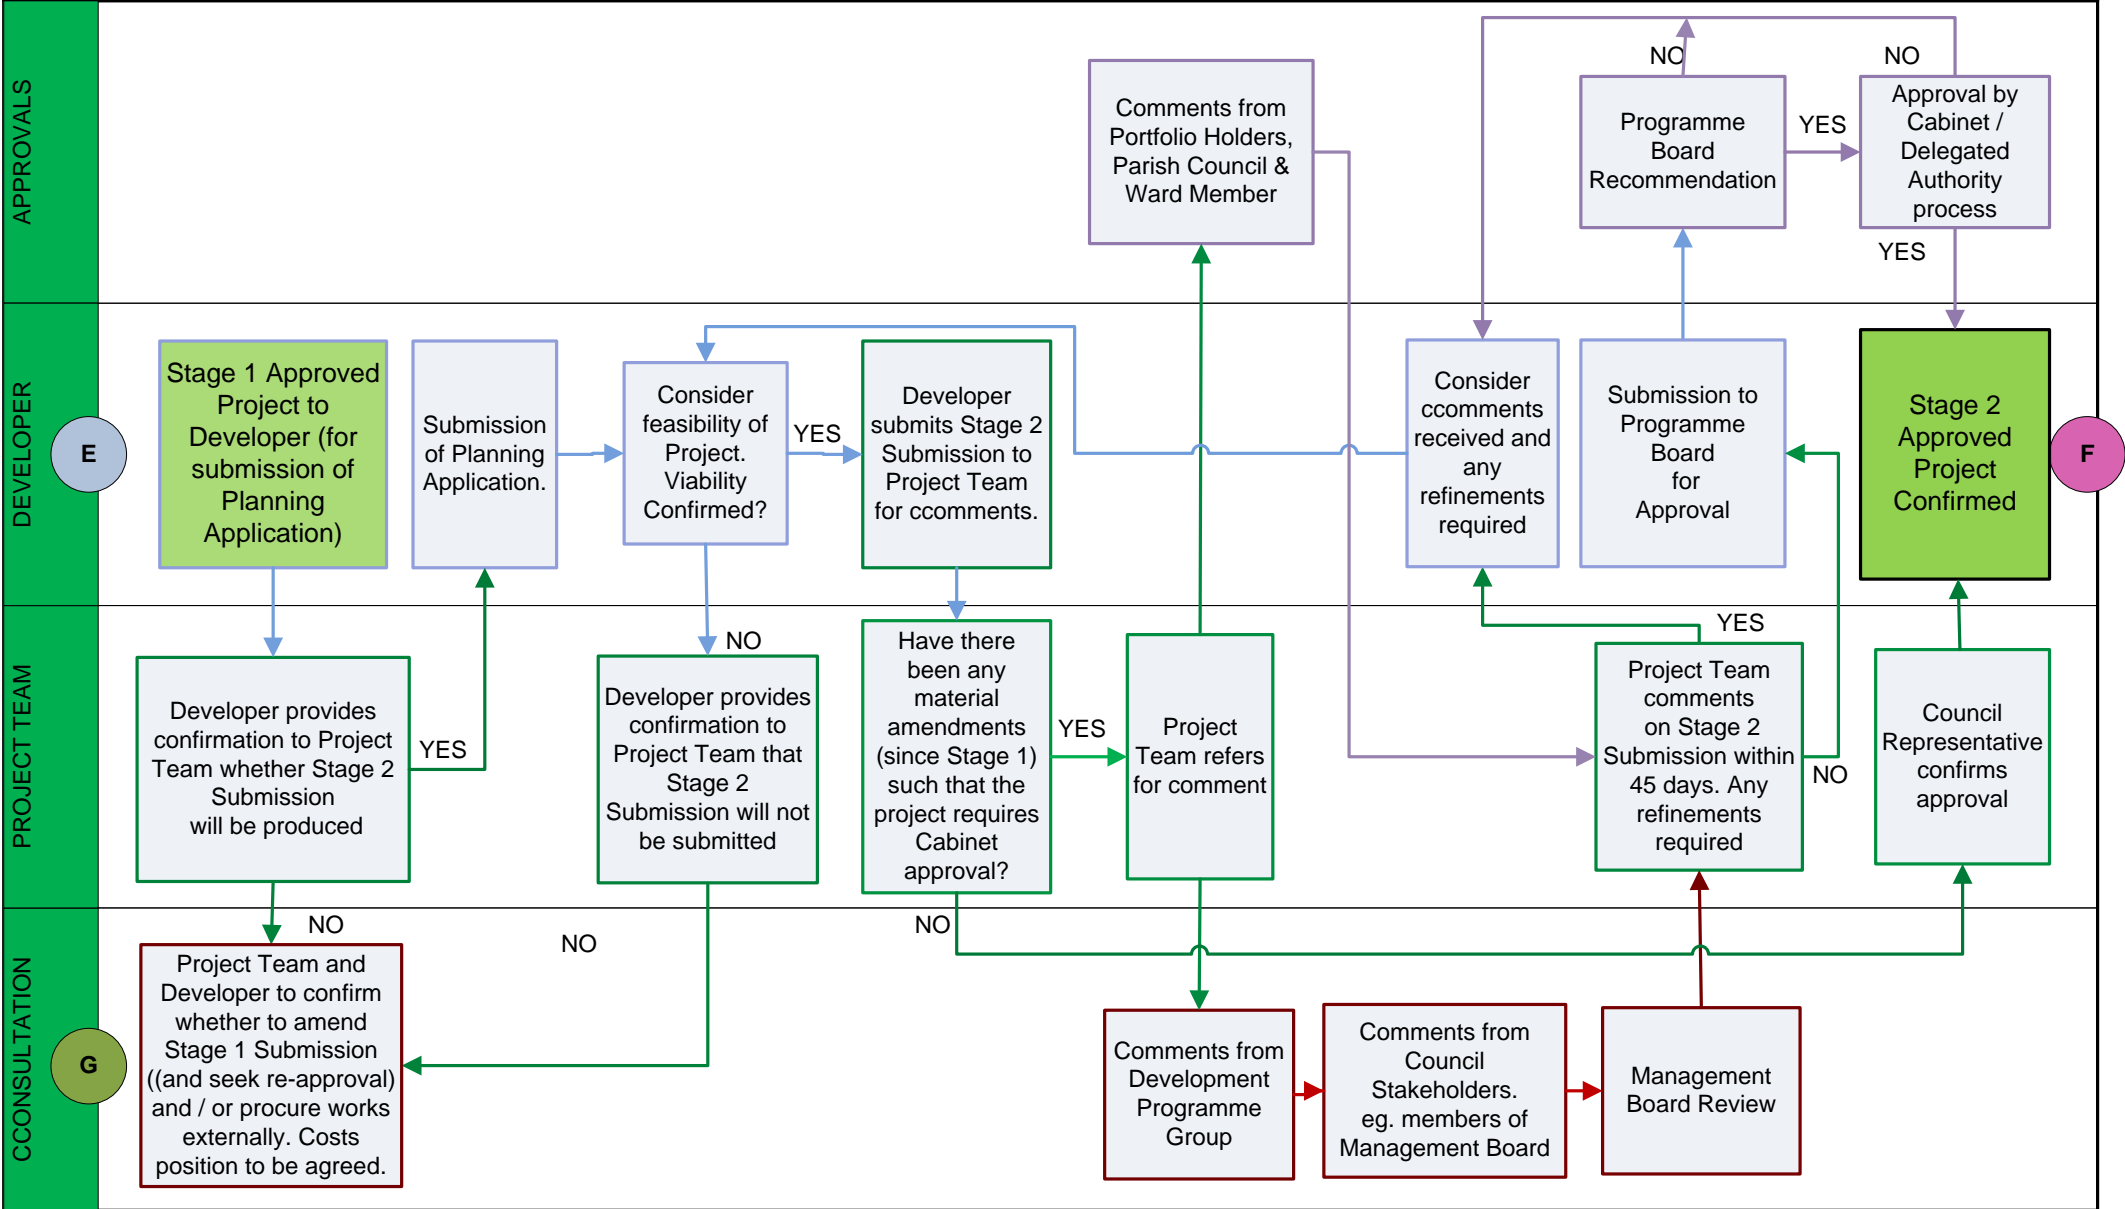 APPROVALS
Comments from
Portfolio Holders,
Parish Council &
Ward Member
NO
NO
Programme
Board
Recommendation
YES
Approval by
Cabinet /
Delegated
Authority
process
YES
DEVELOPER
E
Stage 1 Approved
Project to
Developer (for
submission of
Planning
Application)
Submission
of Planning
Application.
Consider
feasibility of
Project.
Viability
Confirmed?
YES
Developer
submits Stage 2
Submission to
Project Team
for ccomments.
Consider
ccomments
received and
any
refinements
required
Submission to
Programme
Board
for
Approval
Stage 2
Approved
Project
Confirmed
F
PROJECT TEAM
Developer provides
confirmation to Project
Team whether Stage 2
Submission
will be produced
YES
NO
Developer provides
confirmation to
Project Team that
Stage 2
Submission will not
be submitted
Have there
been any
material
amendments
(since Stage 1)
such that the
project requires
Cabinet
approval?
YES
Project
Team refers
for comment
YES
Project Team
comments
on Stage 2
Submission within
45 days. Any
refinements
required
NO
Council
Representative
confirms
approval
CCONSULTATION
G
NO
Project Team and
Developer to confirm
whether to amend
Stage 1 Submission
((and seek re-approval)
and / or procure works
externally. Costs
position to be agreed.
NO
NO
Comments from
Development
Programme
Group
Comments from
Council
Stakeholders.
eg. members of
Management Board
Management
Board Review